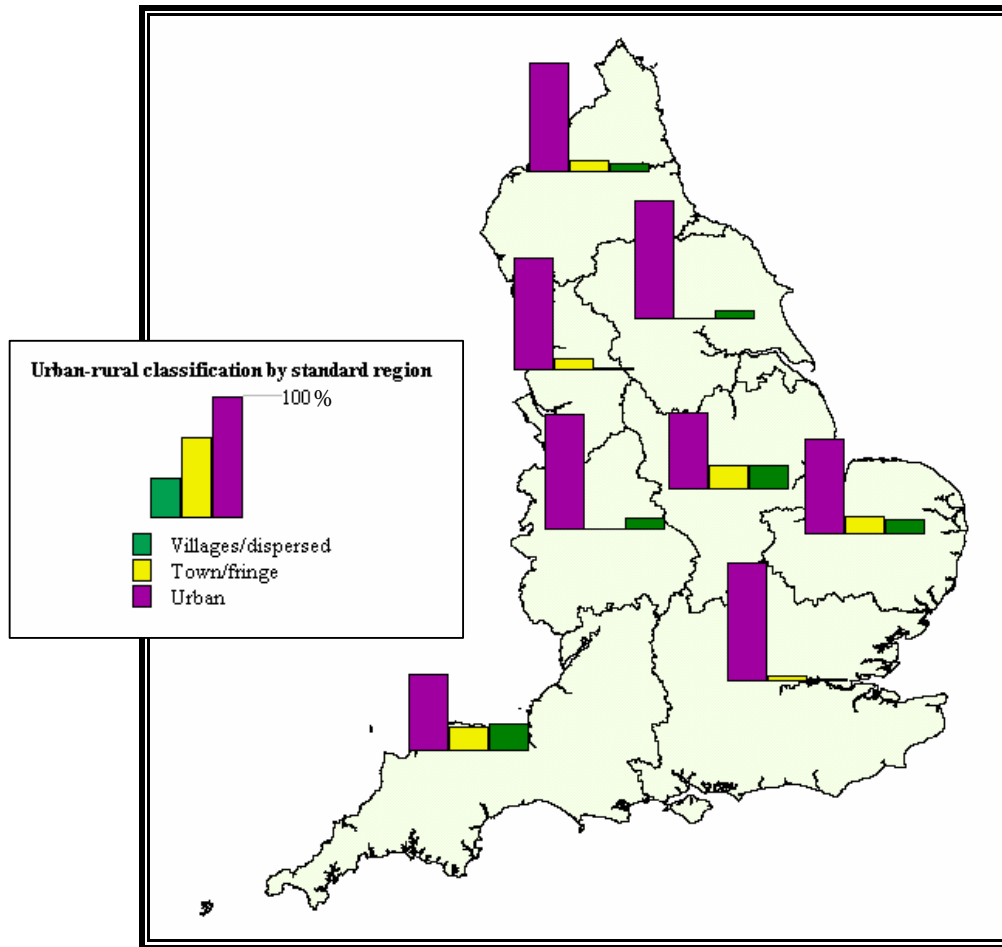 Urban-rural classification by standard region
100%
Villages/dispersed
Town/fringe
Urban